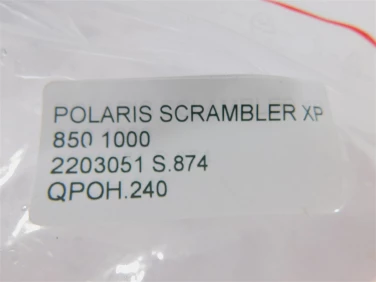 POLARIS SCRAMBLER XP
850 1000
2203051 S.874
QPOH.240